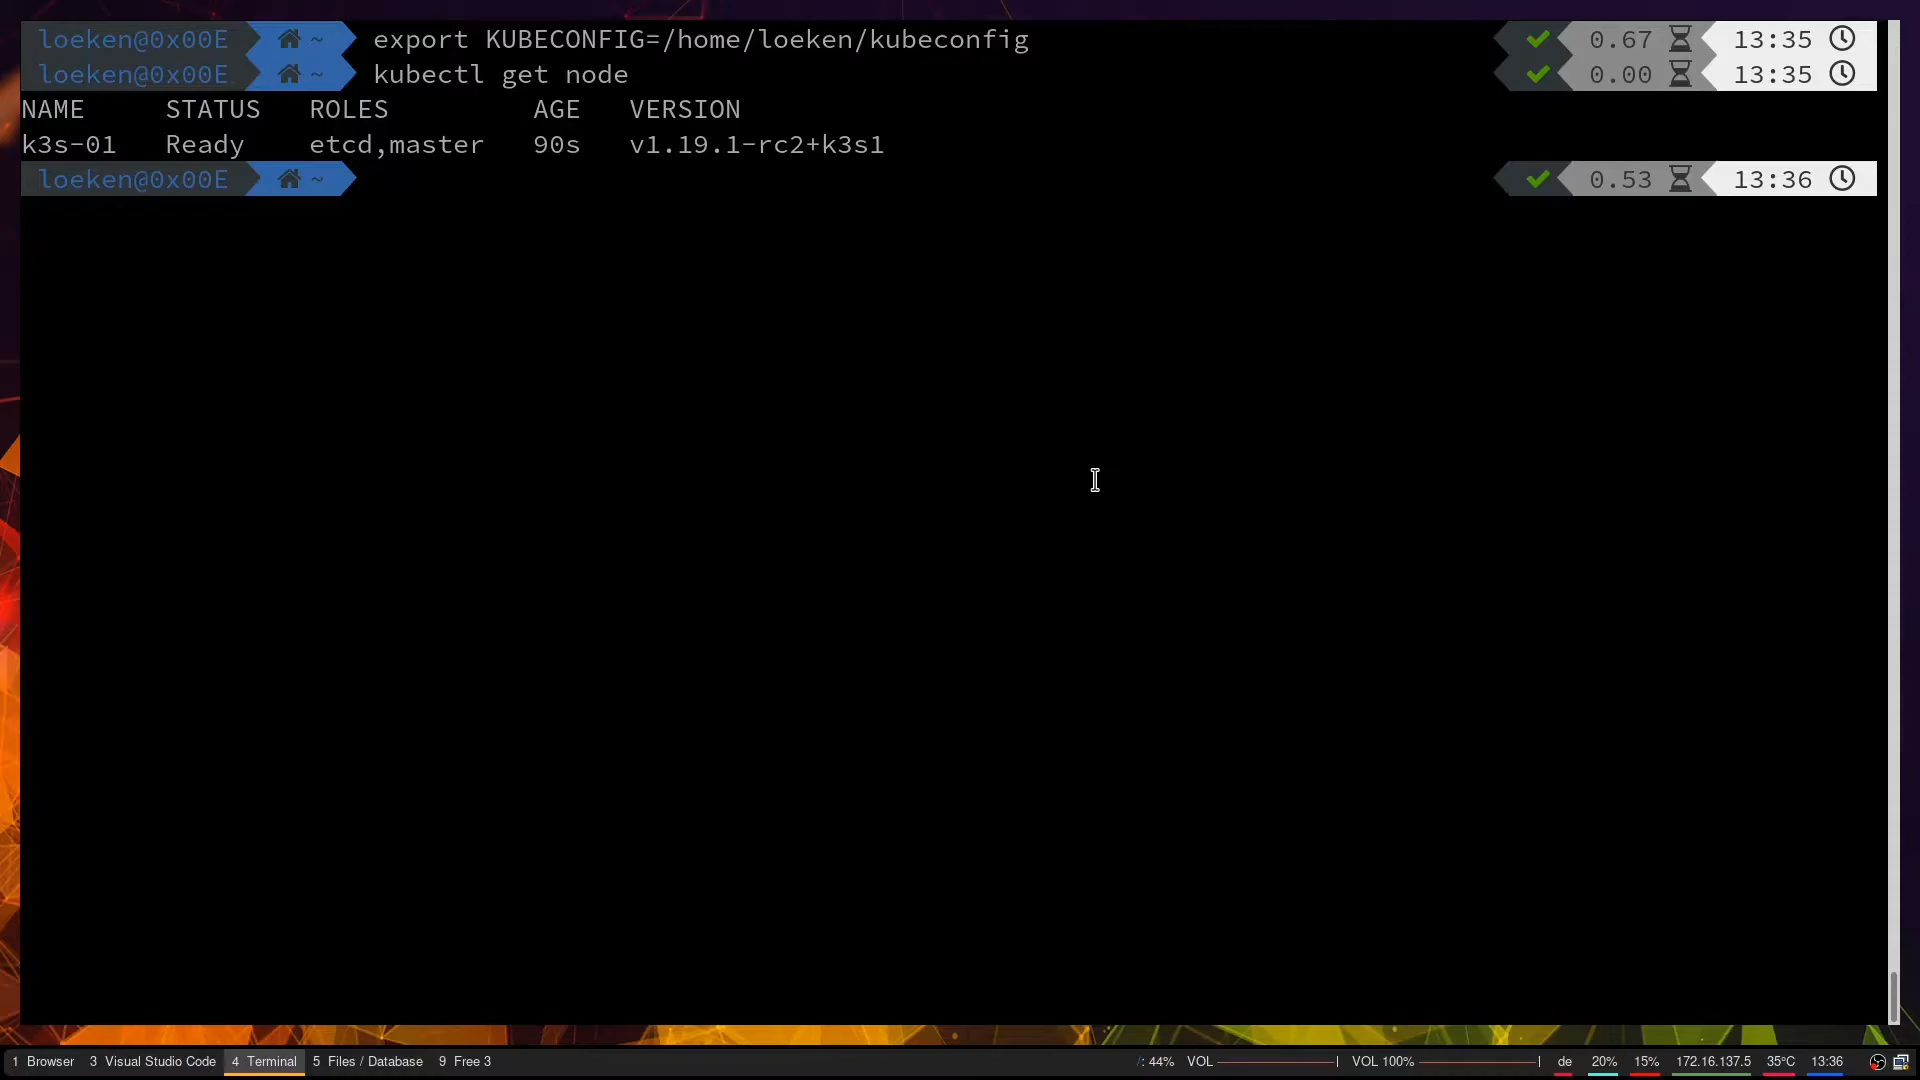 loeken@0x00E ~ export KUBECONFIG=/home/loeken/kubeconfig 0.67 13:35
loeken@0x00E ~ kubectl get node 0.00 13:35
NAME STATUS ROLES AGE VERSION
k3s-01 Ready etcd,master 90s v1.19.1-rc2+k3s1
loeken@0x00E ~ 0.53 13:36
1 Browser 3 Visual Studio Code 4 Terminal 5 Files / Database 9 Free 3 /: 44% VOL VOL 100% de 20% 15% 172.16.137.5 35°C 13:36